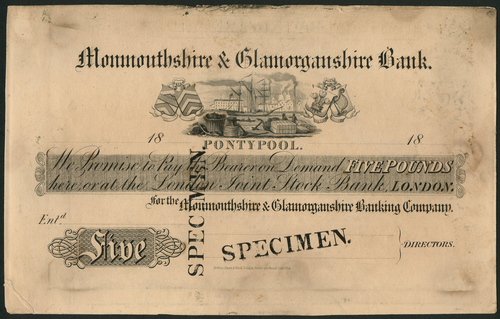 Monmouthshire & Glamorganshire Bank.
18 18
PONTYPOOL.
We Promise to Pay the Bearer on Demand FIVE POUNDS
here, or at the London Joint Stock Bank, LONDON.
For the Monmouthshire & Glamorganshire Banking Company.
Entd
SPECIMEN
SPECIMEN.
Five
DIRECTORS.